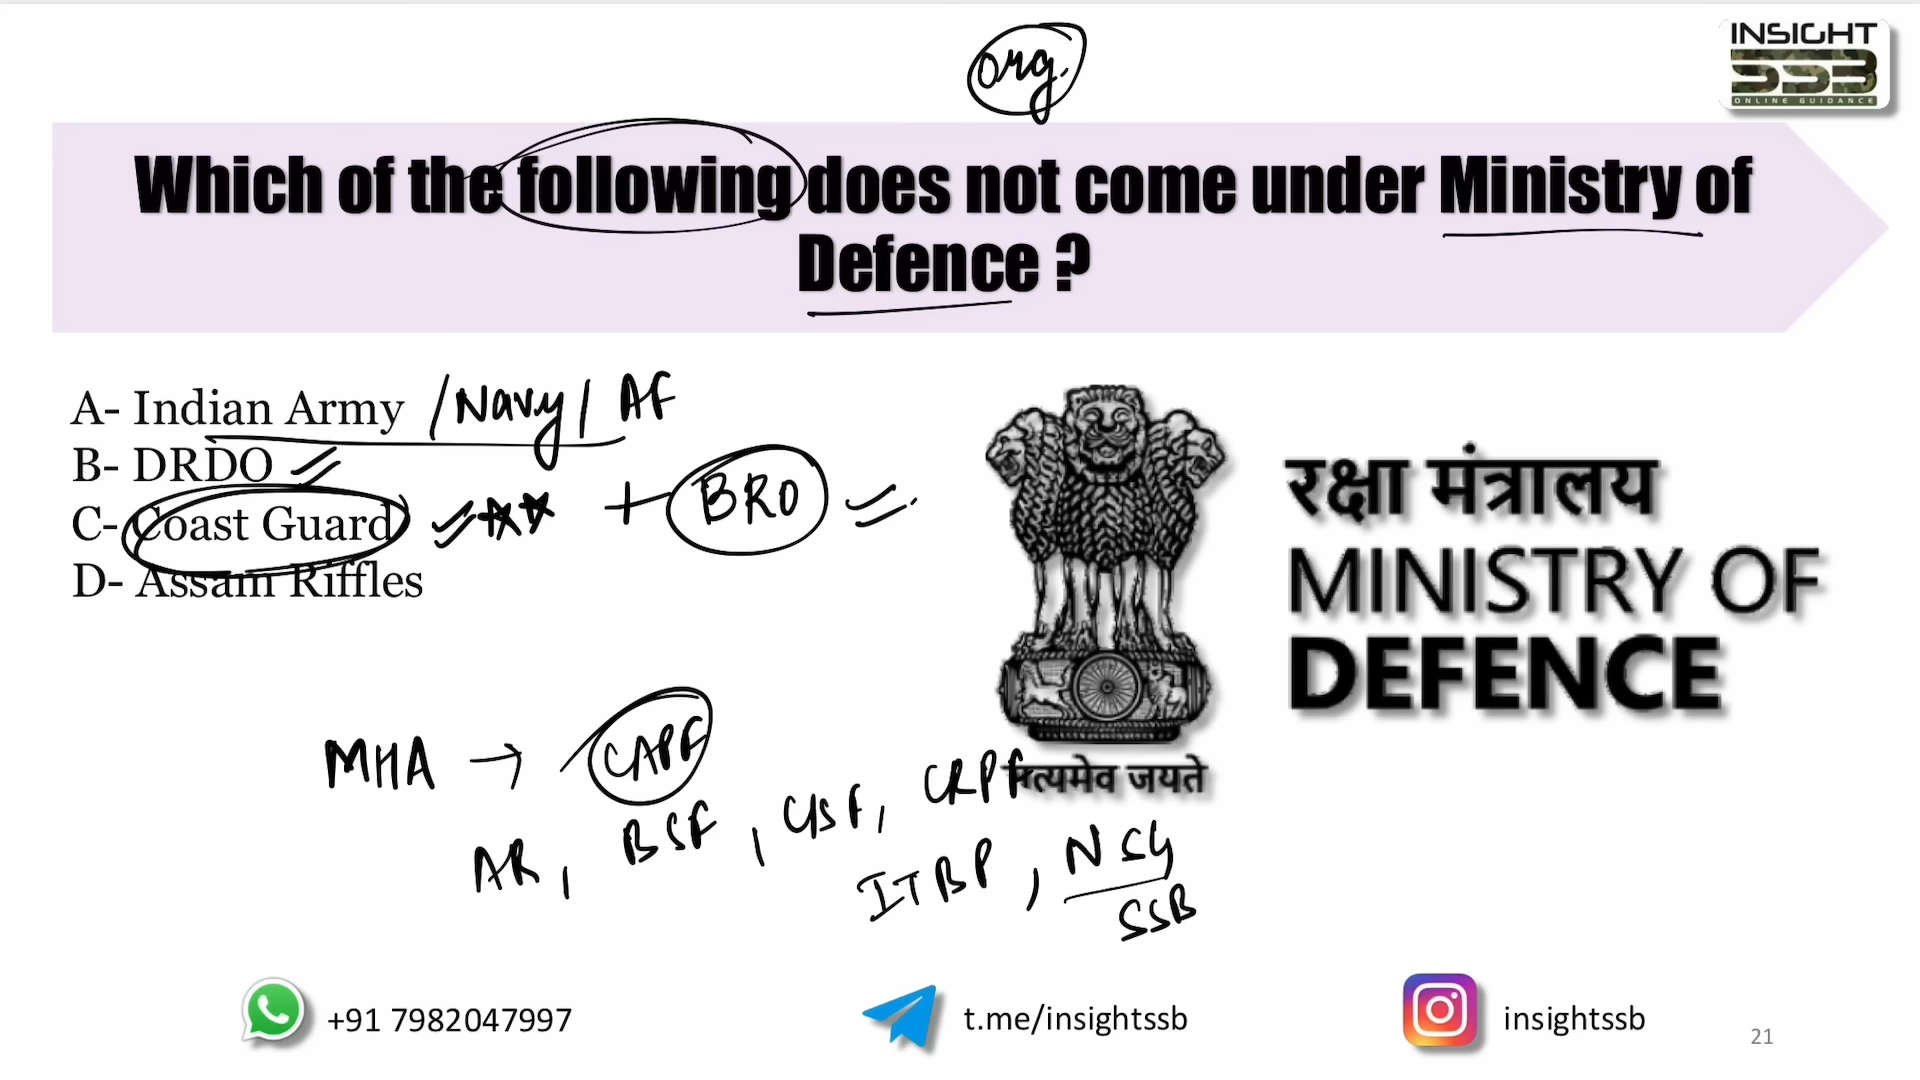 org.
INSIGHT
SSB
ONLINE GUIDANCE
Which of the following does not come under Ministry of
Defence ?
A- Indian Army / Navy / AF
B- DRDO
C- Coast Guard + BRO
D- Assam Riffles
रक्षा मंत्रालय
MINISTRY OF
DEFENCE
सत्यमेव जयते
MHA → CAPF
AR, BSF, CISF, CRPF
ITBP, NSG
SSB
+91 7982047997
t.me/insightssb
insightssb
21